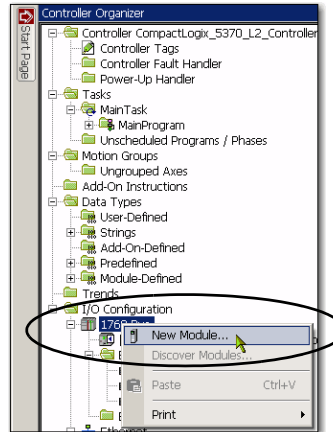 Controller Organizer
Start Page
Controller CompactLogix_5370_L2_Controller
Controller Tags
Controller Fault Handler
Power-Up Handler
Tasks
MainTask
MainProgram
Unscheduled Programs / Phases
Motion Groups
Ungrouped Axes
Add-On Instructions
Data Types
User-Defined
Strings
Add-On-Defined
Predefined
Module-Defined
Trends
I/O Configuration
New Module...
Discover Modules...
Paste Ctrl+V
Print
Ethernet